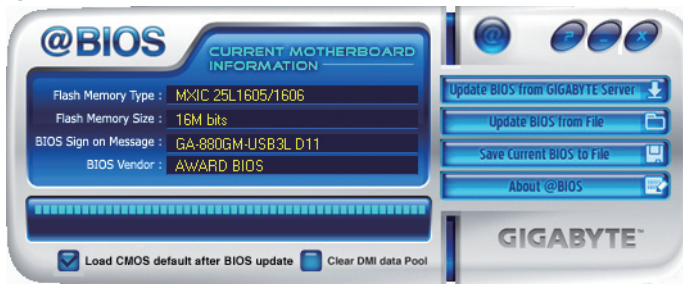 @BIOS
CURRENT MOTHERBOARD
INFORMATION
Flash Memory Type : MXIC 25L1605/1606
Flash Memory Size : 16M bits
BIOS Sign on Message : GA-880GM-USB3L D11
BIOS Vendor : AWARD BIOS
Load CMOS default after BIOS update Clear DMI data Pool
@ ? – X
Update BIOS from GIGABYTE Server
Update BIOS from File
Save Current BIOS to File
About @BIOS
GIGABYTE™